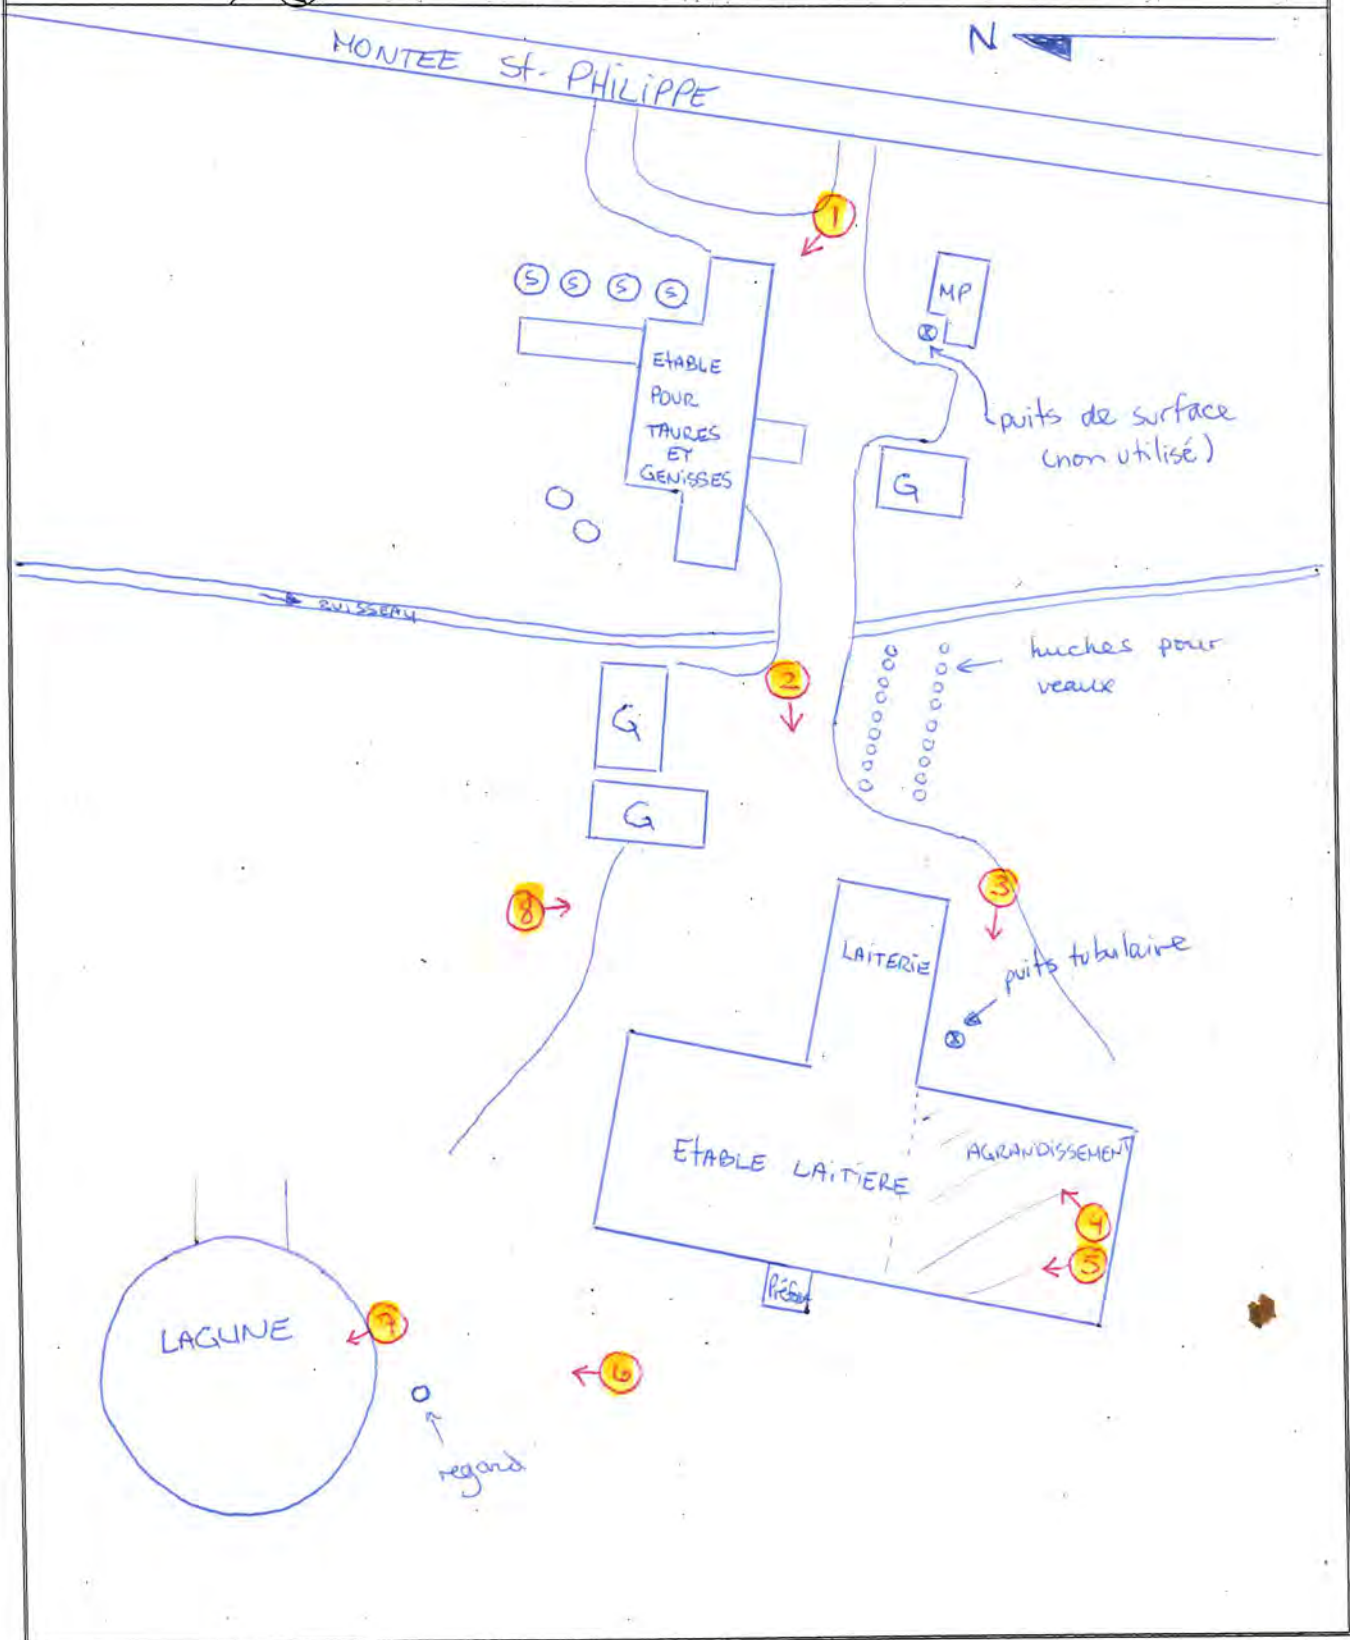 N
MONTEE St-PHiLiPPE
1
S S S S
MP
EtABLE
POUR
TAURES
ET
GENiSSES
puits de surface
(non utilisé)
G
RUiSSEAU
huches pour
veaux
2
G
G
3
8
LAiTERiE
puits tubulaire
EtABLE LAiTiERE
AGRANDiSSEMENT
4
5
LAGUNE
7
6
regard